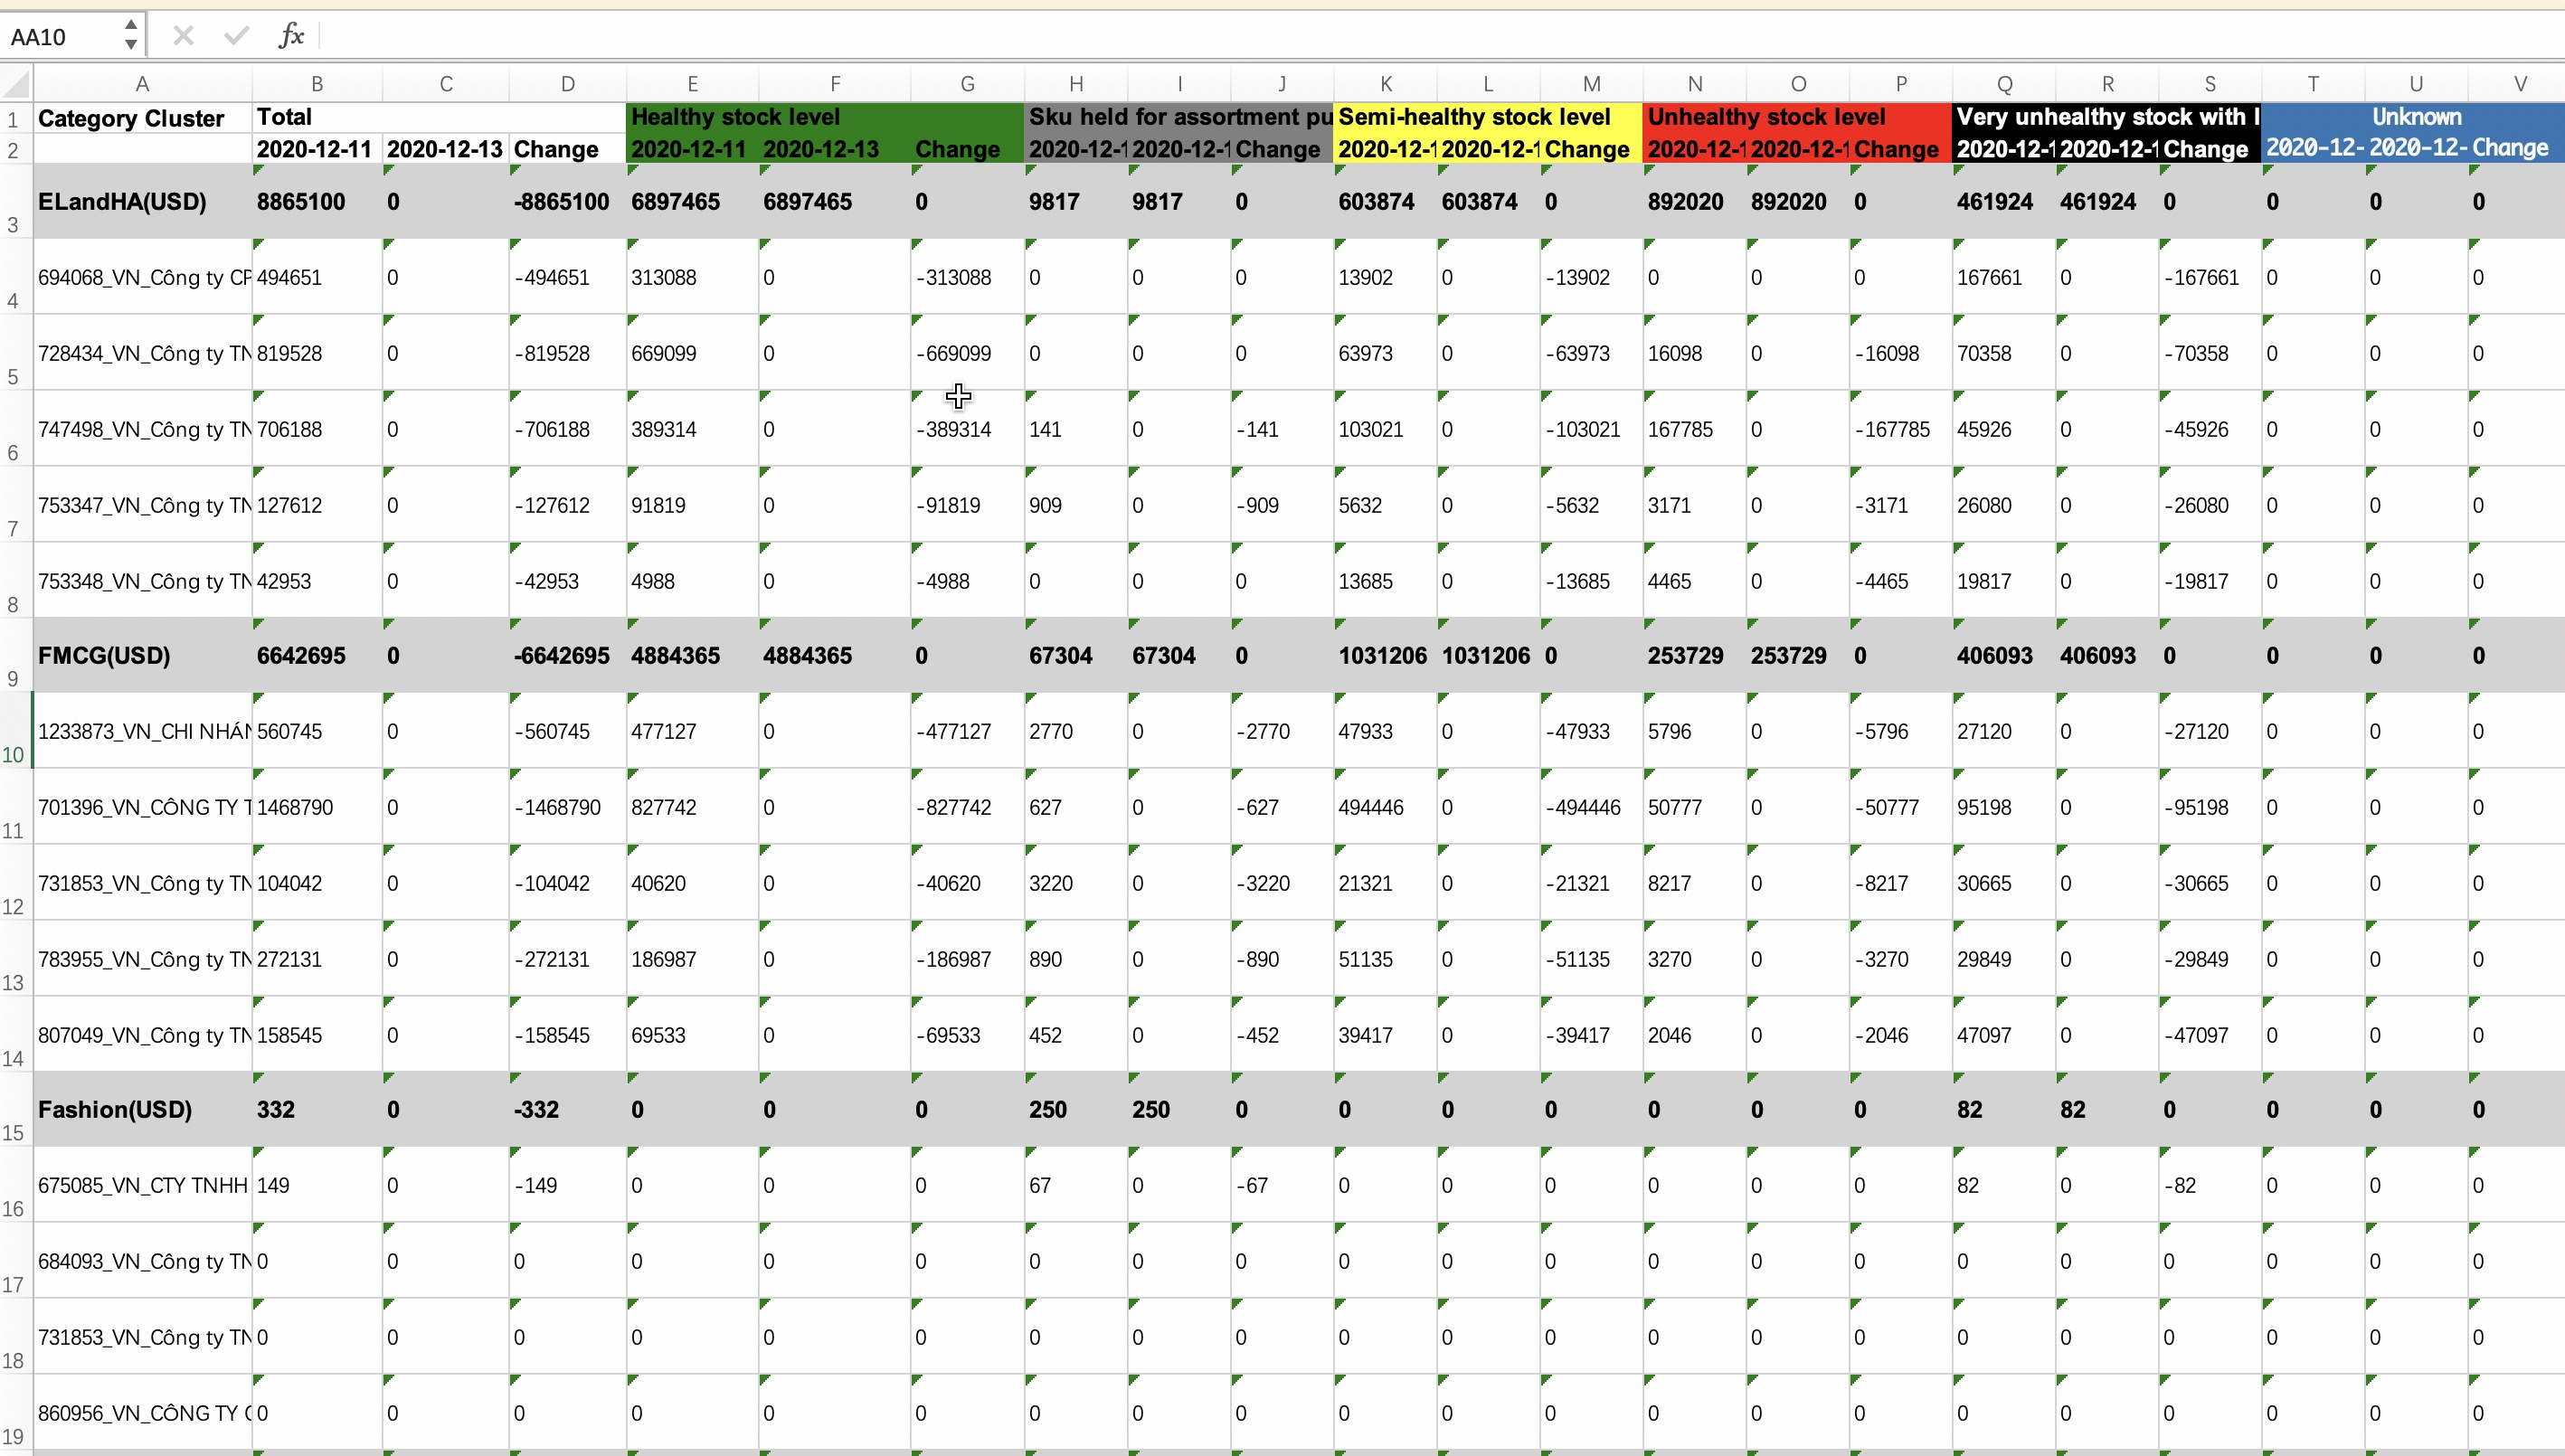 AA10 fx
A B C D E F G H I J K L M N O P Q R S T U V
1 Category Cluster Total Healthy stock level Sku held for assortment pu Semi-healthy stock level Unhealthy stock level Very unhealthy stock with l Unknown
2 2020-12-11 2020-12-13 Change 2020-12-11 2020-12-13 Change 2020-12-1 2020-12-1 Change 2020-12-1 2020-12-1 Change 2020-12-1 2020-12-1 Change 2020-12-1 2020-12-1 Change 2020-12- 2020-12- Change
3 ELandHA(USD) 8865100 0 -8865100 6897465 6897465 0 9817 9817 0 603874 603874 0 892020 892020 0 461924 461924 0 0 0 0
4 694068_VN_Công ty CP 494651 0 -494651 313088 0 -313088 0 0 0 13902 0 -13902 0 0 0 167661 0 -167661 0 0 0
5 728434_VN_Công ty TN 819528 0 -819528 669099 0 -669099 0 0 0 63973 0 -63973 16098 0 -16098 70358 0 -70358 0 0 0
6 747498_VN_Công ty TN 706188 0 -706188 389314 0 -389314 141 0 -141 103021 0 -103021 167785 0 -167785 45926 0 -45926 0 0 0
7 753347_VN_Công ty TN 127612 0 -127612 91819 0 -91819 909 0 -909 5632 0 -5632 3171 0 -3171 26080 0 -26080 0 0 0
8 753348_VN_Công ty TN 42953 0 -42953 4988 0 -4988 0 0 0 13685 0 -13685 4465 0 -4465 19817 0 -19817 0 0 0
9 FMCG(USD) 6642695 0 -6642695 4884365 4884365 0 67304 67304 0 1031206 1031206 0 253729 253729 0 406093 406093 0 0 0 0
10 1233873_VN_CHI NHÁN 560745 0 -560745 477127 0 -477127 2770 0 -2770 47933 0 -47933 5796 0 -5796 27120 0 -27120 0 0 0
11 701396_VN_CÔNG TY T 1468790 0 -1468790 827742 0 -827742 627 0 -627 494446 0 -494446 50777 0 -50777 95198 0 -95198 0 0 0
12 731853_VN_Công ty TN 104042 0 -104042 40620 0 -40620 3220 0 -3220 21321 0 -21321 8217 0 -8217 30665 0 -30665 0 0 0
13 783955_VN_Công ty TN 272131 0 -272131 186987 0 -186987 890 0 -890 51135 0 -51135 3270 0 -3270 29849 0 -29849 0 0 0
14 807049_VN_Công ty TN 158545 0 -158545 69533 0 -69533 452 0 -452 39417 0 -39417 2046 0 -2046 47097 0 -47097 0 0 0
15 Fashion(USD) 332 0 -332 0 0 0 250 250 0 0 0 0 0 0 0 82 82 0 0 0 0
16 675085_VN_CTY TNHH 149 0 -149 0 0 0 67 0 -67 0 0 0 0 0 0 82 0 -82 0 0 0
17 684093_VN_Công ty TN 0 0 0 0 0 0 0 0 0 0 0 0 0 0 0 0 0 0 0 0 0
18 731853_VN_Công ty TN 0 0 0 0 0 0 0 0 0 0 0 0 0 0 0 0 0 0 0 0 0
19 860956_VN_CÔNG TY C 0 0 0 0 0 0 0 0 0 0 0 0 0 0 0 0 0 0 0 0 0